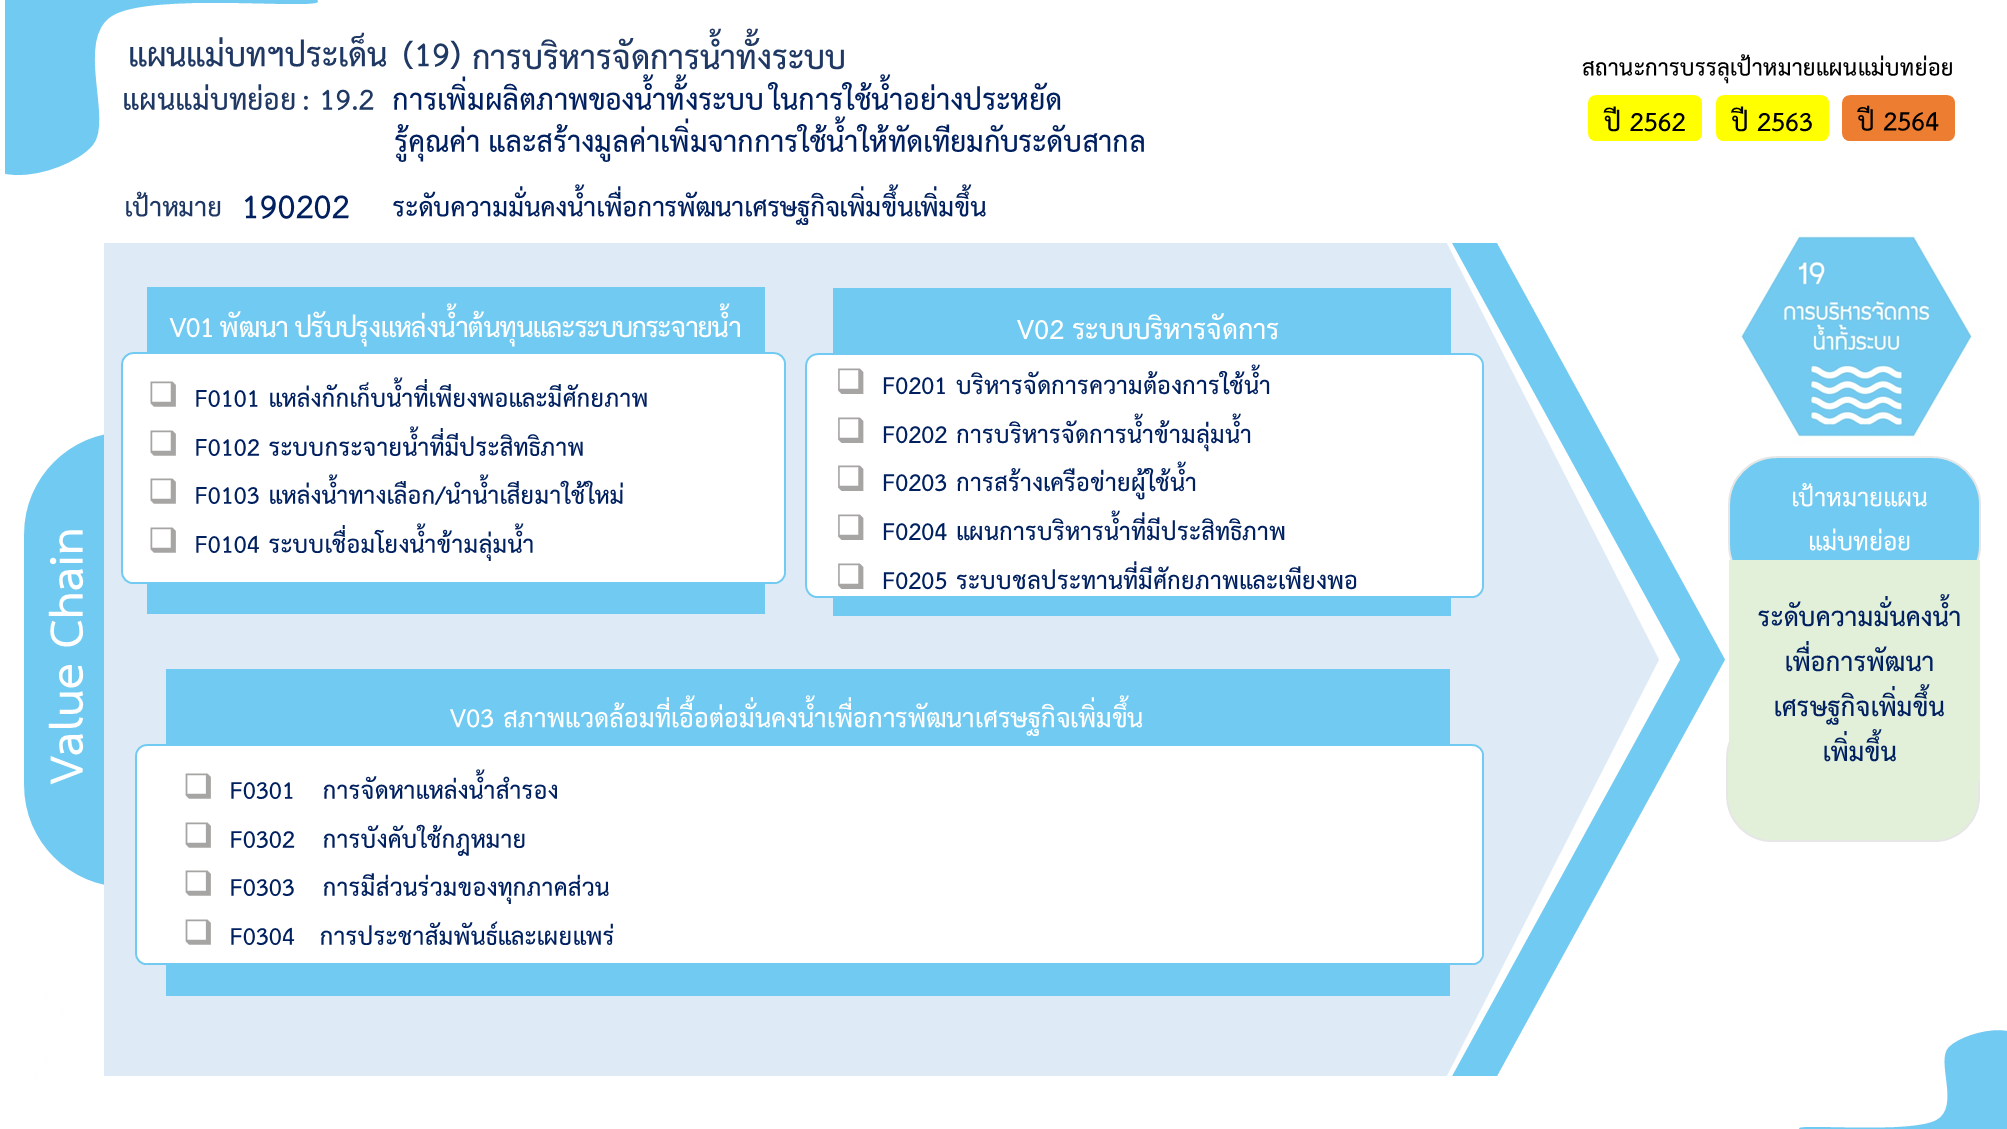 แผนแม่บทฯประเด็น (19) การบริหารจัดการน้ำทั้งระบบ
แผนแม่บทย่อย : 19.2 การเพิ่มผลิตภาพของน้ำทั้งระบบ ในการใช้น้ำอย่างประหยัด
รู้คุณค่า และสร้างมูลค่าเพิ่มจากการใช้น้ำให้ทัดเทียมกับระดับสากล
เป้าหมาย 190202 ระดับความมั่นคงน้ำเพื่อการพัฒนาเศรษฐกิจเพิ่มขึ้นเพิ่มขึ้น
สถานะการบรรลุเป้าหมายแผนแม่บทย่อย
ปี 2562 ปี 2563 ปี 2564
Value Chain
V01 พัฒนา ปรับปรุงแหล่งน้ำต้นทุนและระบบกระจายน้ำ
F0101 แหล่งกักเก็บน้ำที่เพียงพอและมีศักยภาพ
F0102 ระบบกระจายน้ำที่มีประสิทธิภาพ
F0103 แหล่งน้ำทางเลือก/นำน้ำเสียมาใช้ใหม่
F0104 ระบบเชื่อมโยงน้ำข้ามลุ่มน้ำ
V02 ระบบบริหารจัดการ
F0201 บริหารจัดการความต้องการใช้น้ำ
F0202 การบริหารจัดการน้ำข้ามลุ่มน้ำ
F0203 การสร้างเครือข่ายผู้ใช้น้ำ
F0204 แผนการบริหารน้ำที่มีประสิทธิภาพ
F0205 ระบบชลประทานที่มีศักยภาพและเพียงพอ
V03 สภาพแวดล้อมที่เอื้อต่อมั่นคงน้ำเพื่อการพัฒนาเศรษฐกิจเพิ่มขึ้น
F0301 การจัดหาแหล่งน้ำสำรอง
F0302 การบังคับใช้กฎหมาย
F0303 การมีส่วนร่วมของทุกภาคส่วน
F0304 การประชาสัมพันธ์และเผยแพร่
19
การบริหารจัดการ
น้ำทั้งระบบ
เป้าหมายแผน
แม่บทย่อย
ระดับความมั่นคงน้ำ
เพื่อการพัฒนา
เศรษฐกิจเพิ่มขึ้น
เพิ่มขึ้น